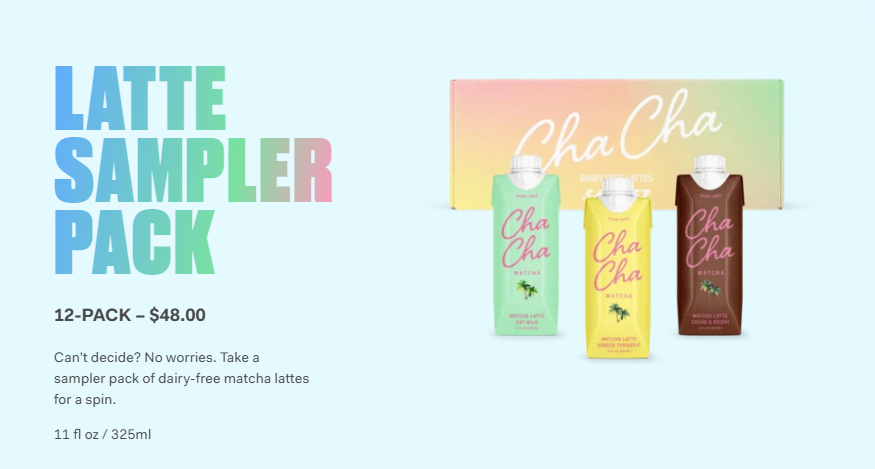 LATTE
SAMPLER
PACK
12-PACK – $48.00
Can't decide? No worries. Take a
sampler pack of dairy-free matcha lattes
for a spin.
11 fl oz / 325ml
Cha Cha
DAIRY FREE LATTES
Cha
Cha
MATCHA
MATCHA LATTE
OAT MILK
Cha
Cha
MATCHA
MATCHA LATTE
GINGER TURMERIC
Cha
Cha
MATCHA
MATCHA LATTE
CACAO & REISHI